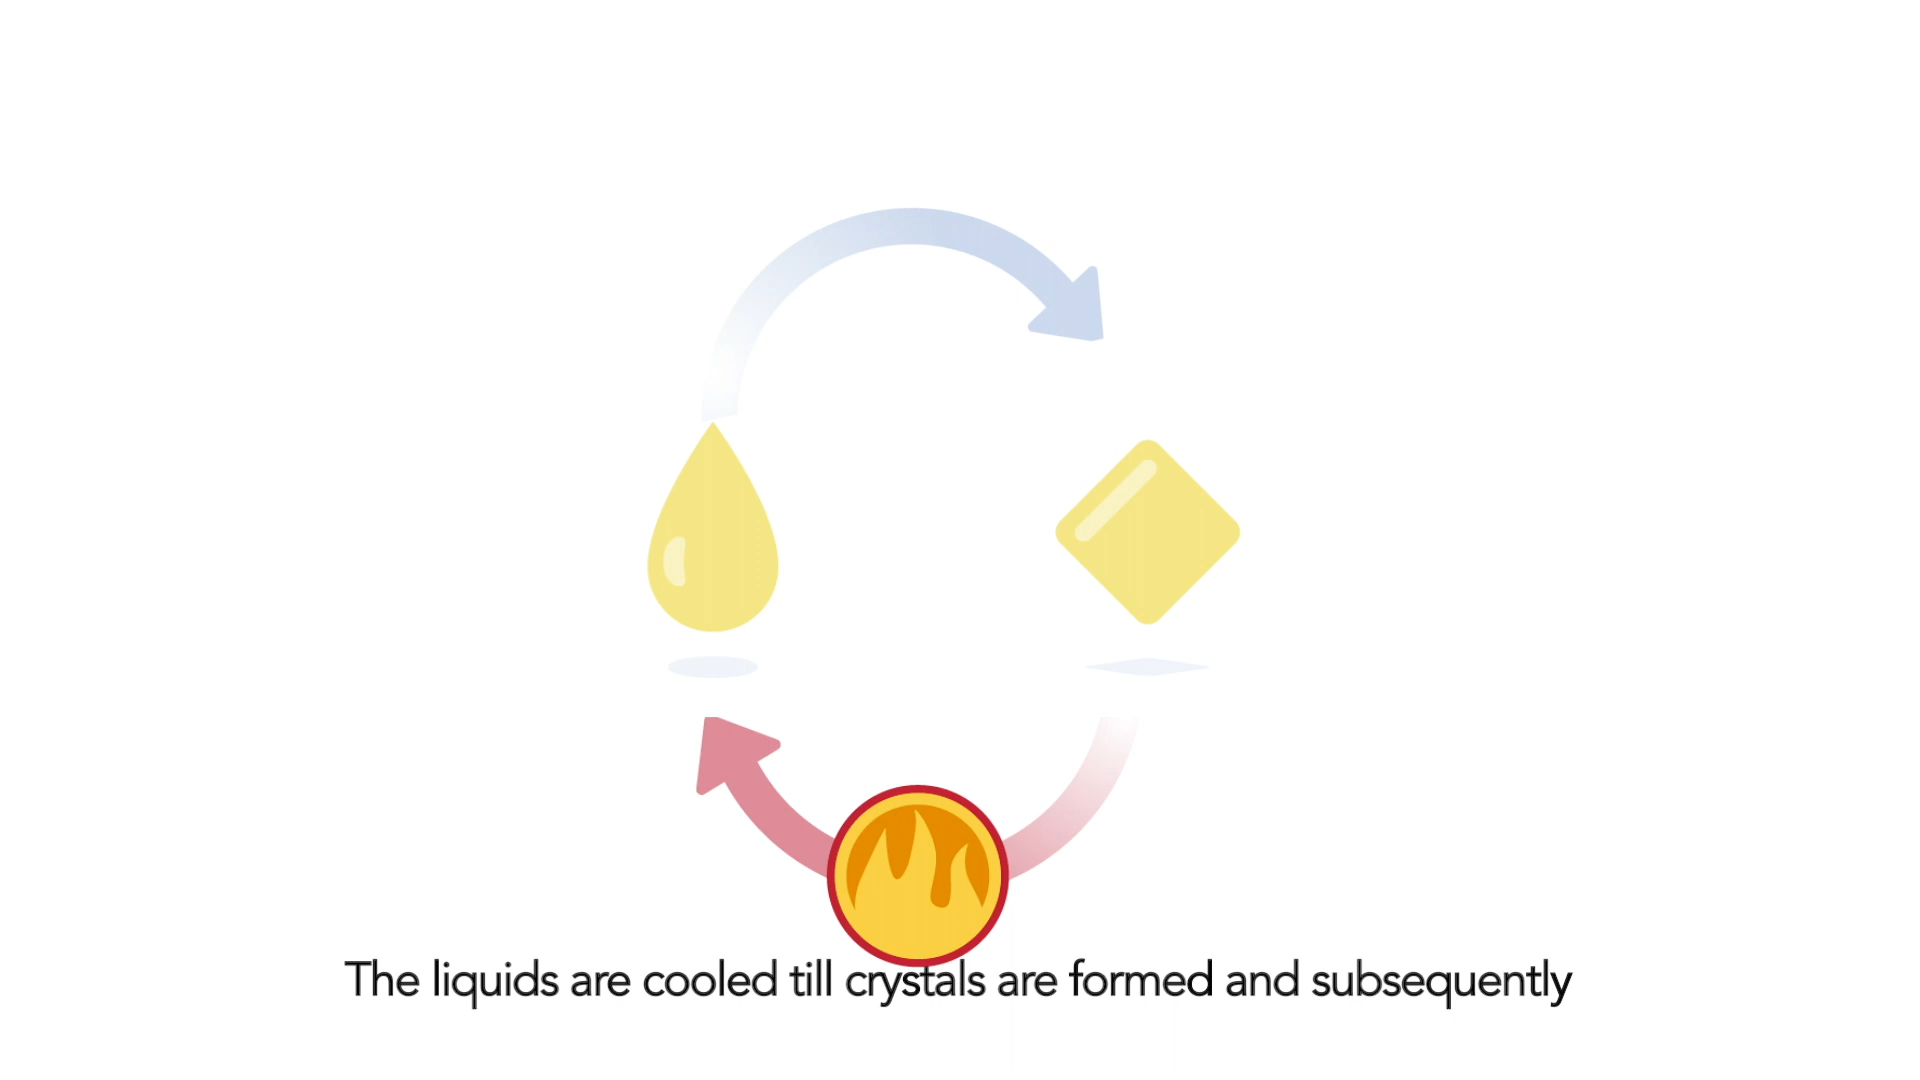 The liquids are cooled till crystals are formed and subsequently